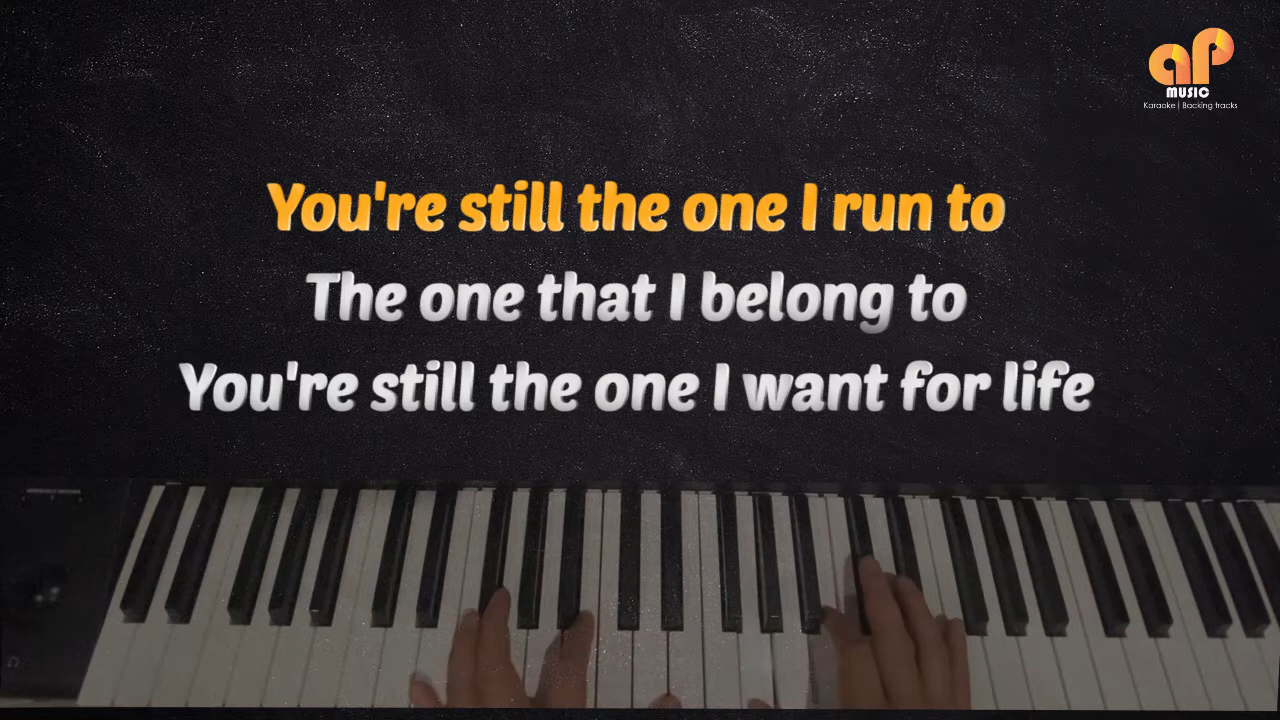 ap
MUSIC
Karaoke | Backing tracks
You're still the one I run to
The one that I belong to
You're still the one I want for life